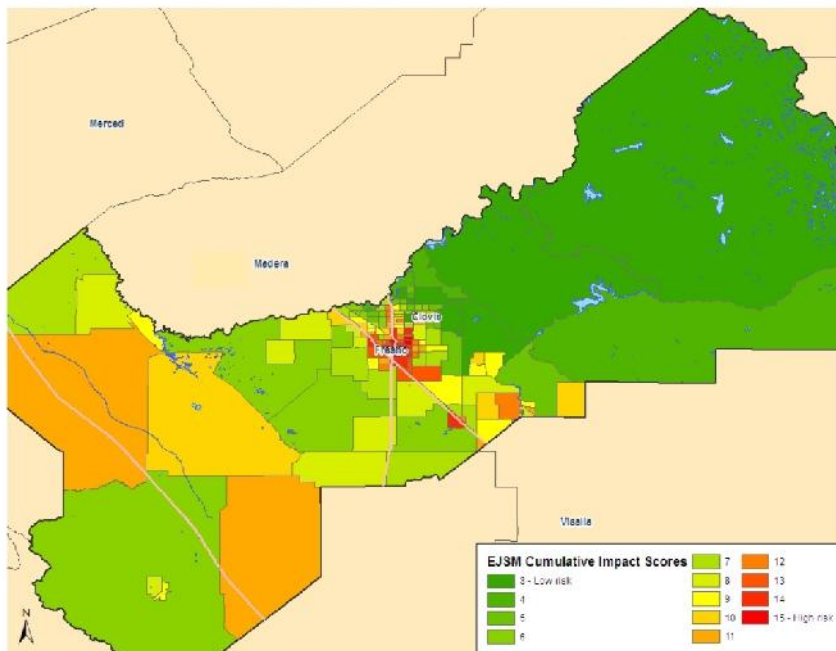 Merced
Madera
Clovis
Fresno
Visalia
N
EJSM Cumulative Impact Scores
3 - Low risk
4
5
6
7
8
9
10
11
12
13
14
15 - High risk